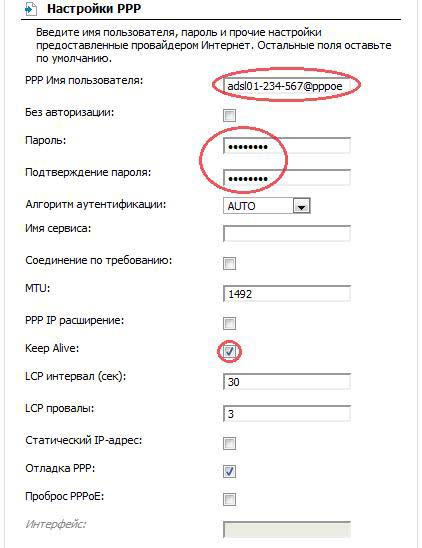 Настройки PPP
Введите имя пользователя, пароль и прочие настройки
предоставленные провайдером Интернет. Остальные поля оставьте
по умолчанию.
PPP Имя пользователя: adsl01-234-567@pppoe
Без авторизации:
Пароль: ••••••••
Подтверждение пароля: ••••••••
Алгоритм аутентификации: AUTO
Имя сервиса:
Соединение по требованию:
MTU: 1492
PPP IP расширение:
Keep Alive:
LCP интервал (сек): 30
LCP провалы: 3
Статический IP-адрес:
Отладка PPP:
Проброс PPPoE:
Интерфейс: